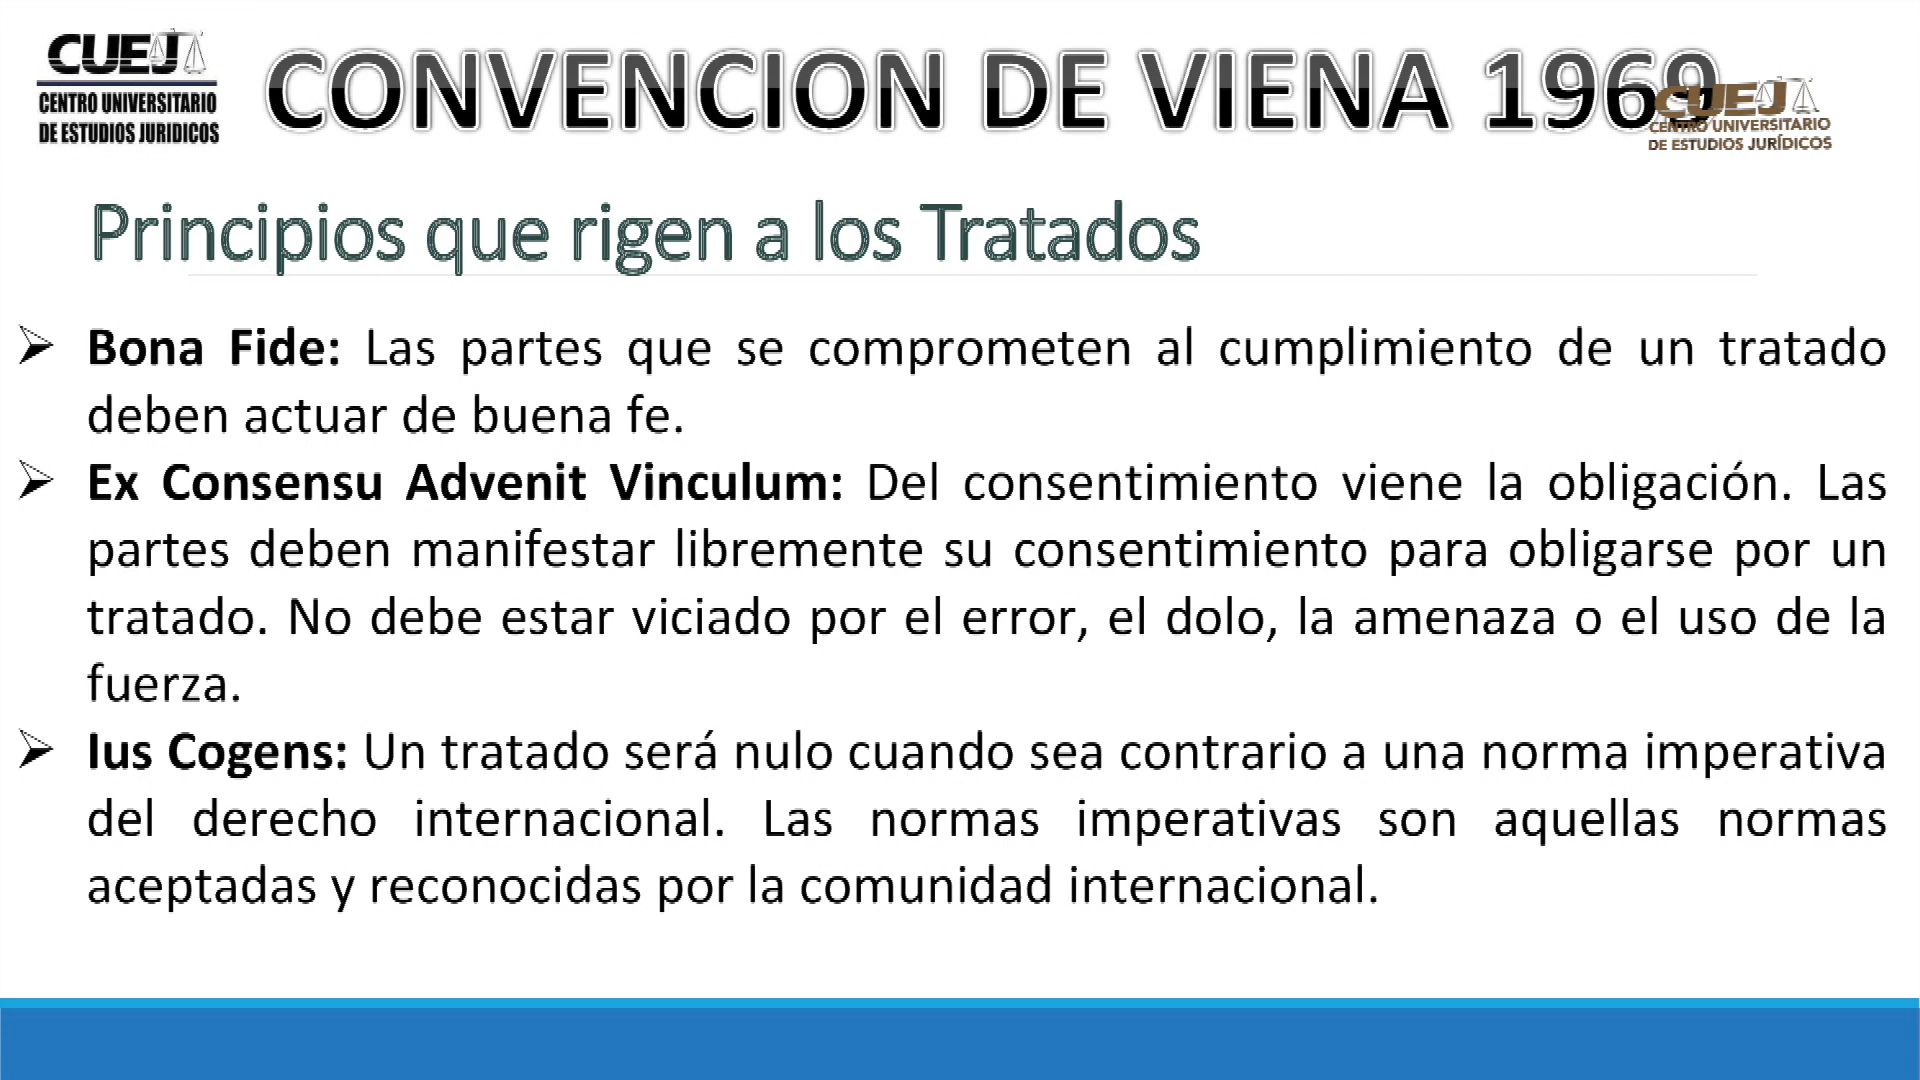 CUEJ
CENTRO UNIVERSITARIO
DE ESTUDIOS JURIDICOS
CONVENCION DE VIENA 1969
CUEJ
CENTRO UNIVERSITARIO
DE ESTUDIOS JURÍDICOS
Principios que rigen a los Tratados
Bona Fide: Las partes que se comprometen al cumplimiento de un tratado
deben actuar de buena fe.
Ex Consensu Advenit Vinculum: Del consentimiento viene la obligación. Las
partes deben manifestar libremente su consentimiento para obligarse por un
tratado. No debe estar viciado por el error, el dolo, la amenaza o el uso de la
fuerza.
Ius Cogens: Un tratado será nulo cuando sea contrario a una norma imperativa
del derecho internacional. Las normas imperativas son aquellas normas
aceptadas y reconocidas por la comunidad internacional.